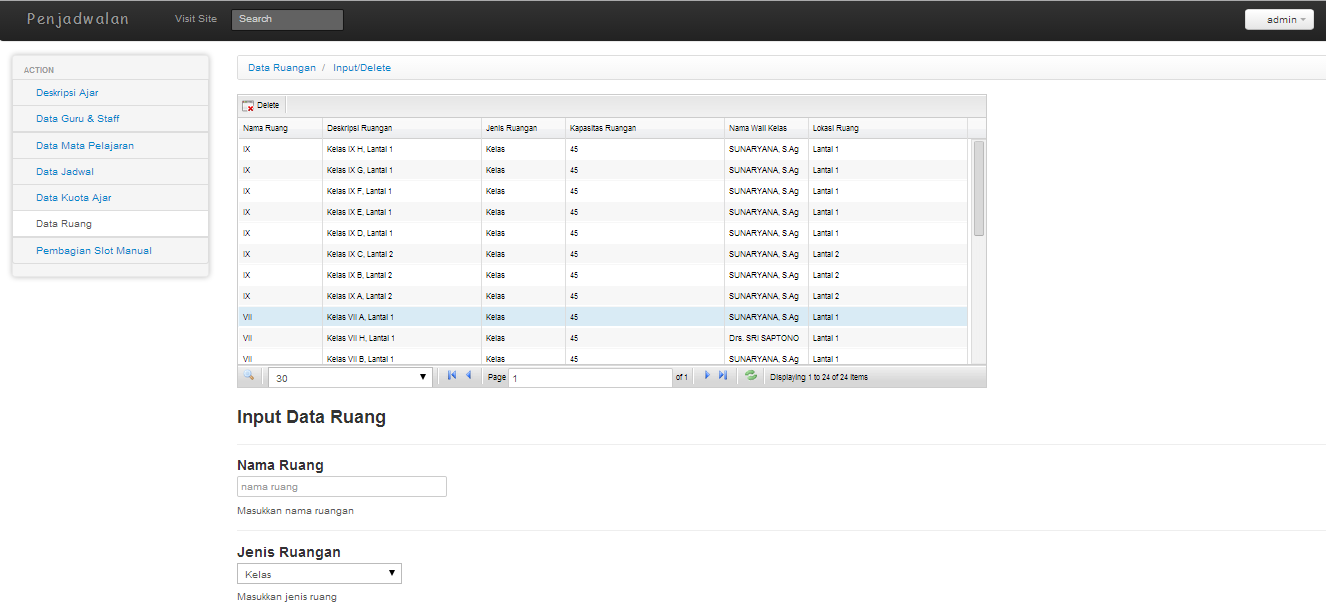 Penjadwalan Visit Site Search admin
ACTION
Deskripsi Ajar
Data Guru & Staff
Data Mata Pelajaran
Data Jadwal
Data Kuota Ajar
Data Ruang
Pembagian Slot Manual
Data Ruangan / Input/Delete
Delete
Nama Ruang Deskripsi Ruangan Jenis Ruangan Kapasitas Ruangan Nama Wali Kelas Lokasi Ruang
IX Kelas IX H, Lantai 1 Kelas 45 SUNARYANA, S.Ag Lantai 1
IX Kelas IX G, Lantai 1 Kelas 45 SUNARYANA, S.Ag Lantai 1
IX Kelas IX F, Lantai 1 Kelas 45 SUNARYANA, S.Ag Lantai 1
IX Kelas IX E, Lantai 1 Kelas 45 SUNARYANA, S.Ag Lantai 1
IX Kelas IX D, Lantai 1 Kelas 45 SUNARYANA, S.Ag Lantai 1
IX Kelas IX C, Lantai 2 Kelas 45 SUNARYANA, S.Ag Lantai 2
IX Kelas IX B, Lantai 2 Kelas 45 SUNARYANA, S.Ag Lantai 2
IX Kelas IX A, Lantai 2 Kelas 45 SUNARYANA, S.Ag Lantai 2
VII Kelas VII A, Lantai 1 Kelas 45 SUNARYANA, S.Ag Lantai 1
VII Kelas VII H, Lantai 1 Kelas 45 Drs. SRI SAPTONO Lantai 1
VII Kelas VII B, Lantai 1 Kelas 45 SUNARYANA, S.Ag Lantai 1
30 Page 1 of 1 Displaying 1 to 24 of 24 items
Input Data Ruang
Nama Ruang
nama ruang
Masukkan nama ruangan
Jenis Ruangan
Kelas
Masukkan jenis ruang